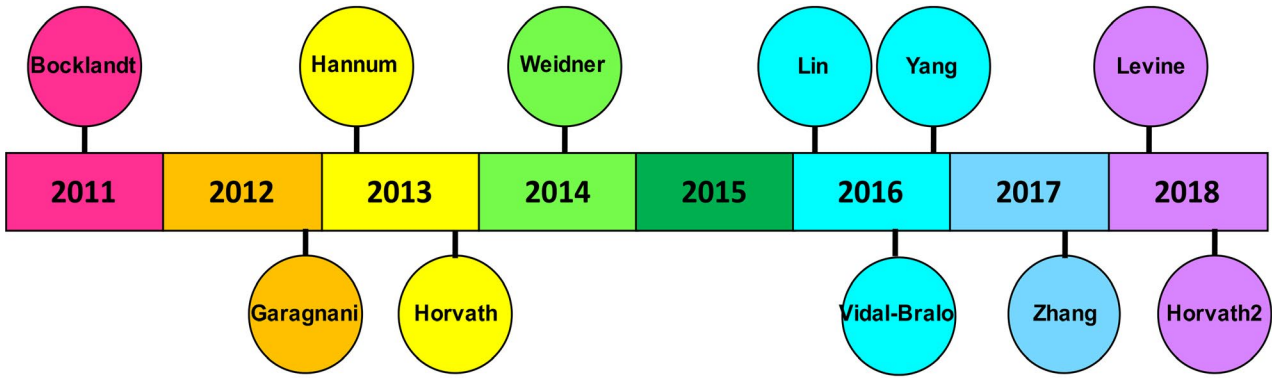 Bocklandt
Hannum
Weidner
Lin
Yang
Levine
2011
2012
2013
2014
2015
2016
2017
2018
Garagnani
Horvath
Vidal-Bralo
Zhang
Horvath2